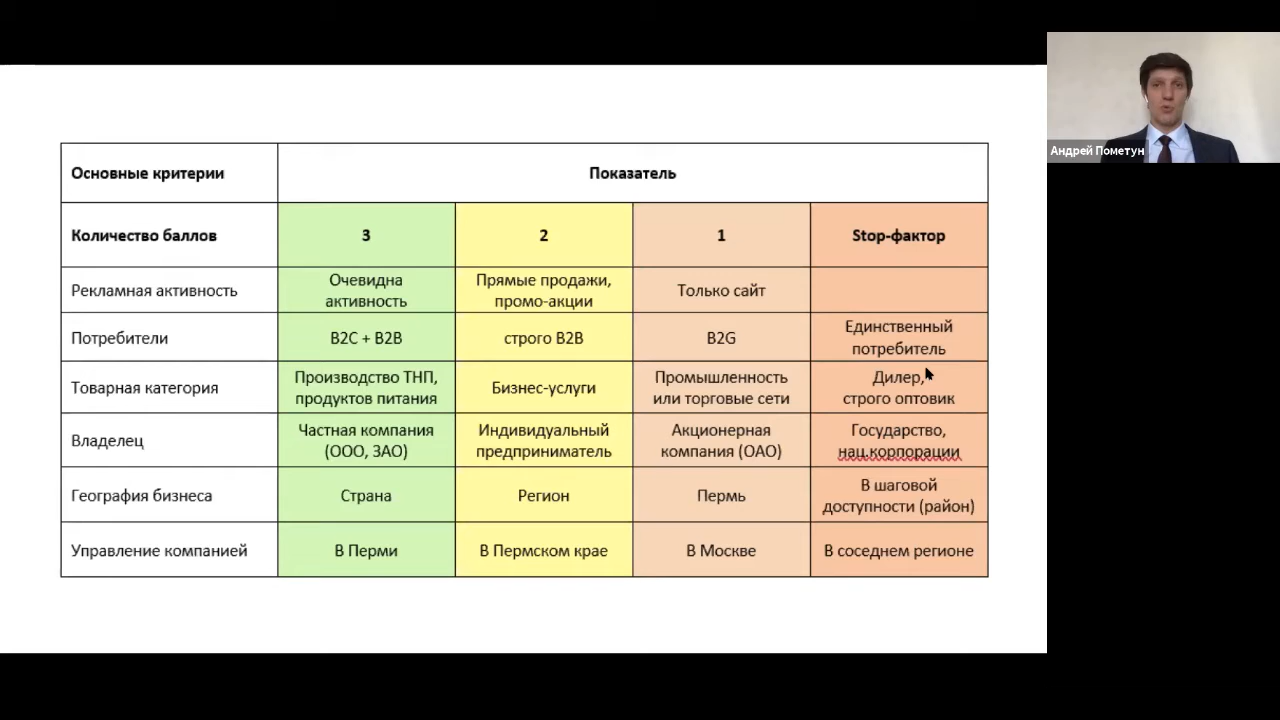 Андрей Пометун
Основные критерии
Показатель
Количество баллов
3
2
1
Stop-фактор
Рекламная активность
Очевидна
активность
Прямые продажи,
промо-акции
Только сайт
Потребители
B2C + B2B
строго B2B
B2G
Единственный
потребитель
Товарная категория
Производство ТНП,
продуктов питания
Бизнес-услуги
Промышленность
или торговые сети
Дилер,
строго оптовик
Владелец
Частная компания
(ООО, ЗАО)
Индивидуальный
предприниматель
Акционерная
компания (ОАО)
Государство,
нац.корпорации
География бизнеса
Страна
Регион
Пермь
В шаговой
доступности (район)
Управление компанией
В Перми
В Пермском крае
В Москве
В соседнем регионе